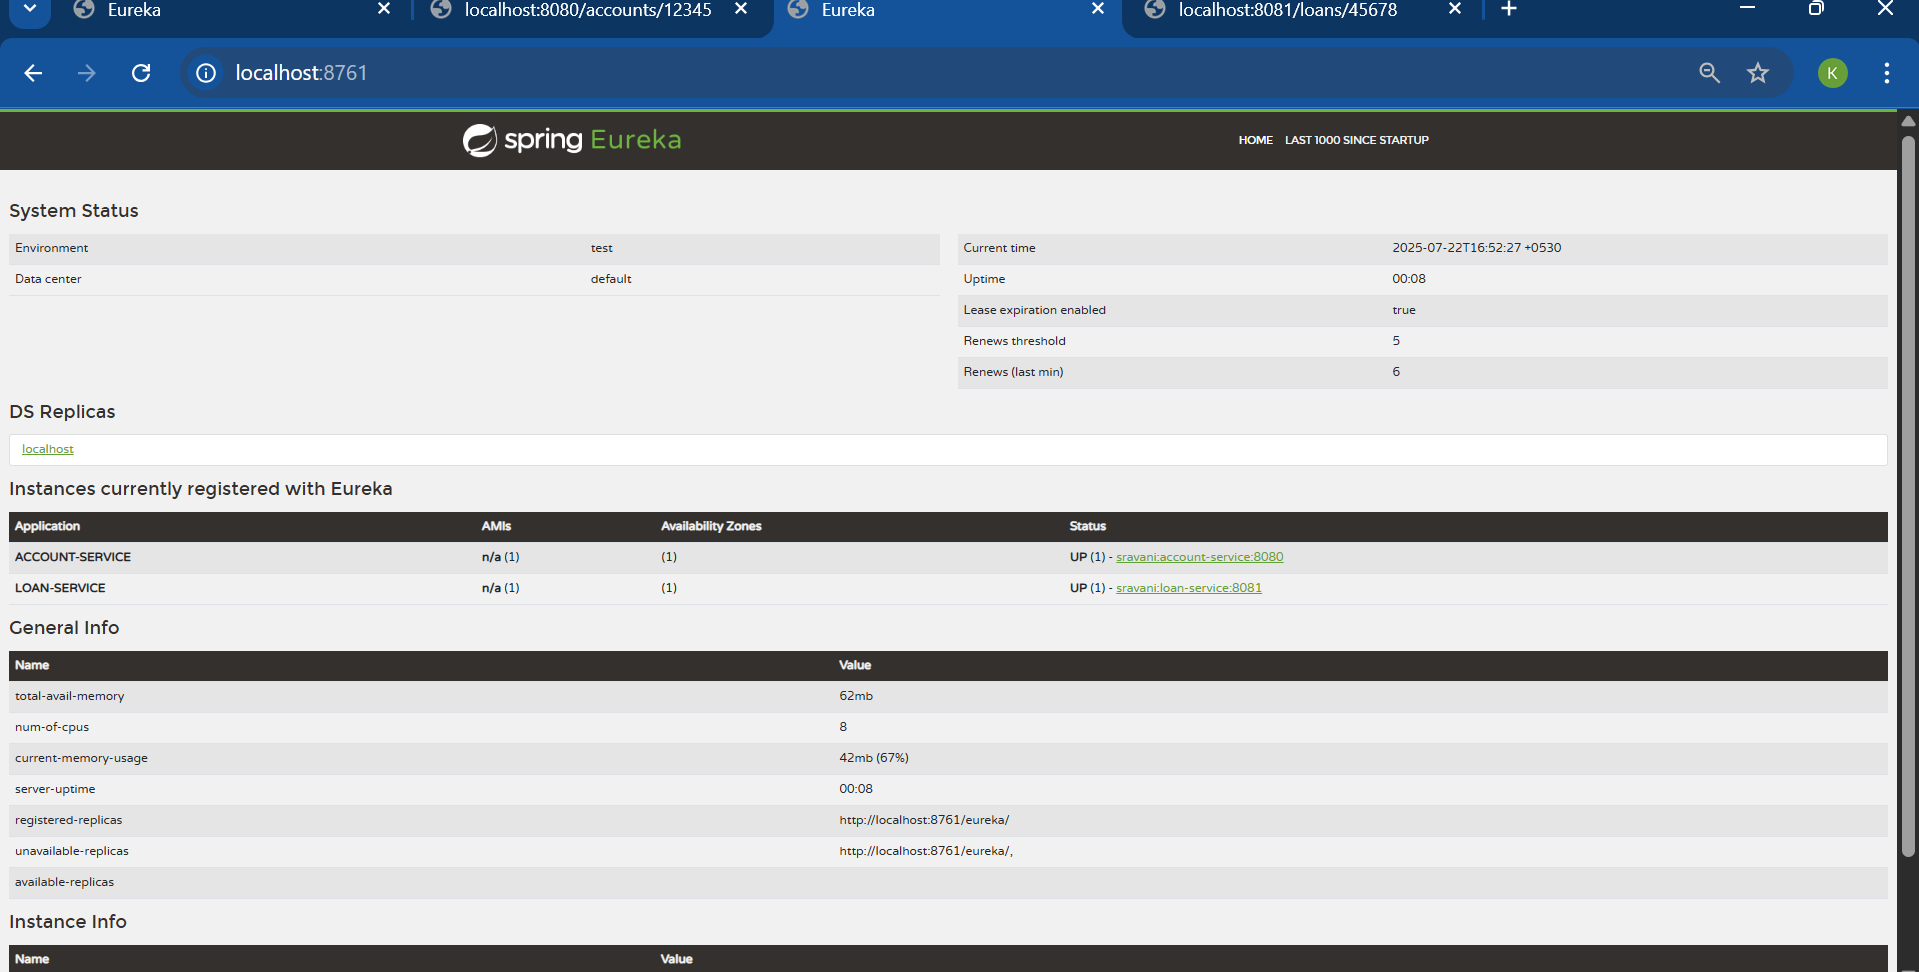 Eureka
localhost:8080/accounts/12345
Eureka
localhost:8081/loans/45678
localhost:8761
K
spring Eureka
HOME LAST 1000 SINCE STARTUP
System Status
Environment test
Data center default
Current time 2025-07-22T16:52:27 +0530
Uptime 00:08
Lease expiration enabled true
Renews threshold 5
Renews (last min) 6
DS Replicas
localhost
Instances currently registered with Eureka
Application AMIs Availability Zones Status
ACCOUNT-SERVICE n/a (1) (1) UP (1) - sravani:account-service:8080
LOAN-SERVICE n/a (1) (1) UP (1) - sravani:loan-service:8081
General Info
Name Value
total-avail-memory 62mb
num-of-cpus 8
current-memory-usage 42mb (67%)
server-uptime 00:08
registered-replicas http://localhost:8761/eureka/
unavailable-replicas http://localhost:8761/eureka/,
available-replicas
Instance Info
Name Value